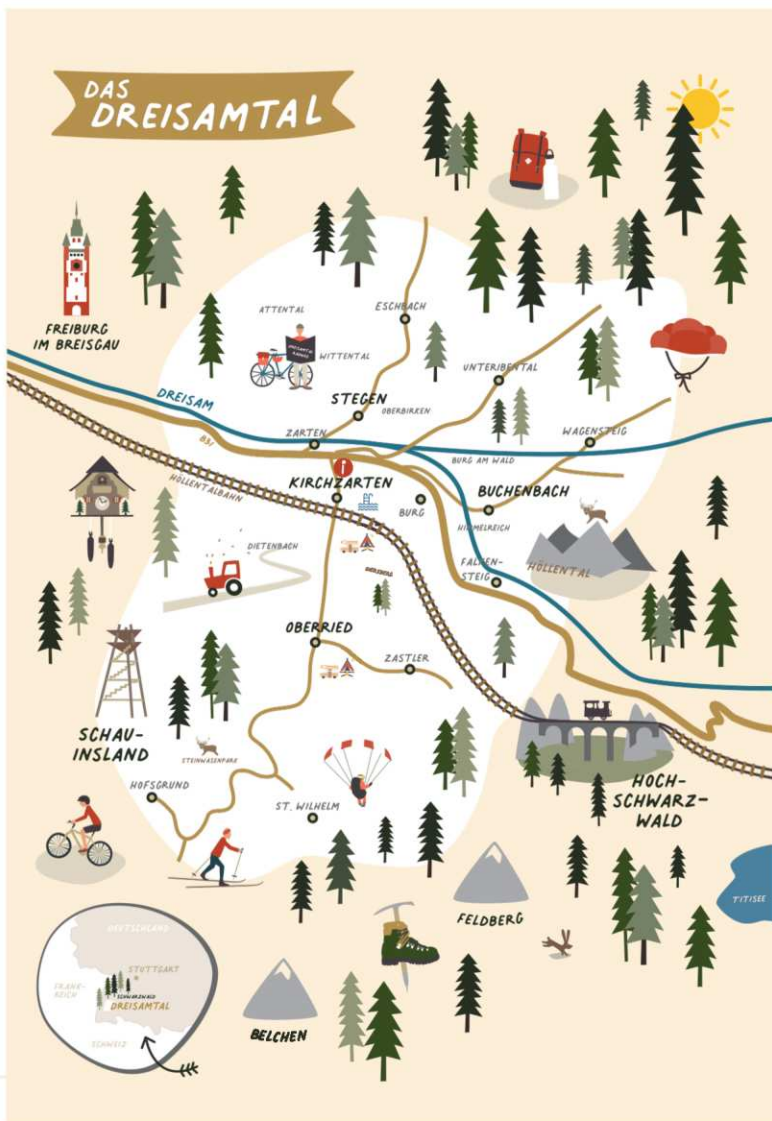 DAS
DREISAMTAL
FREIBURG
IM BREISGAU
ATTENTAL
ESCHBACH
WITTENTAL
UNTERIBENTAL
DREISAM
STEGEN
OBERBIRKEN
ZARTEN
B31
WAGENSTEIG
BURG AM WALD
HÖLLENTALBAHN
KIRCHZARTEN
BURG
BUCHENBACH
HIMMELREICH
DIETENBACH
FALKEN-
STEIG
HÖLLENTAL
OBERRIED
ZASTLER
SCHAU-
INSLAND
STEINWASENPARK
HOFSGRUND
ST. WILHELM
HOCH-
SCHWARZ-
WALD
TITISEE
FELDBERG
BELCHEN
DEUTSCHLAND
STUTTGART
FRANK-
REICH
SCHWARZWALD
DREISAMTAL
SCHWEIZ